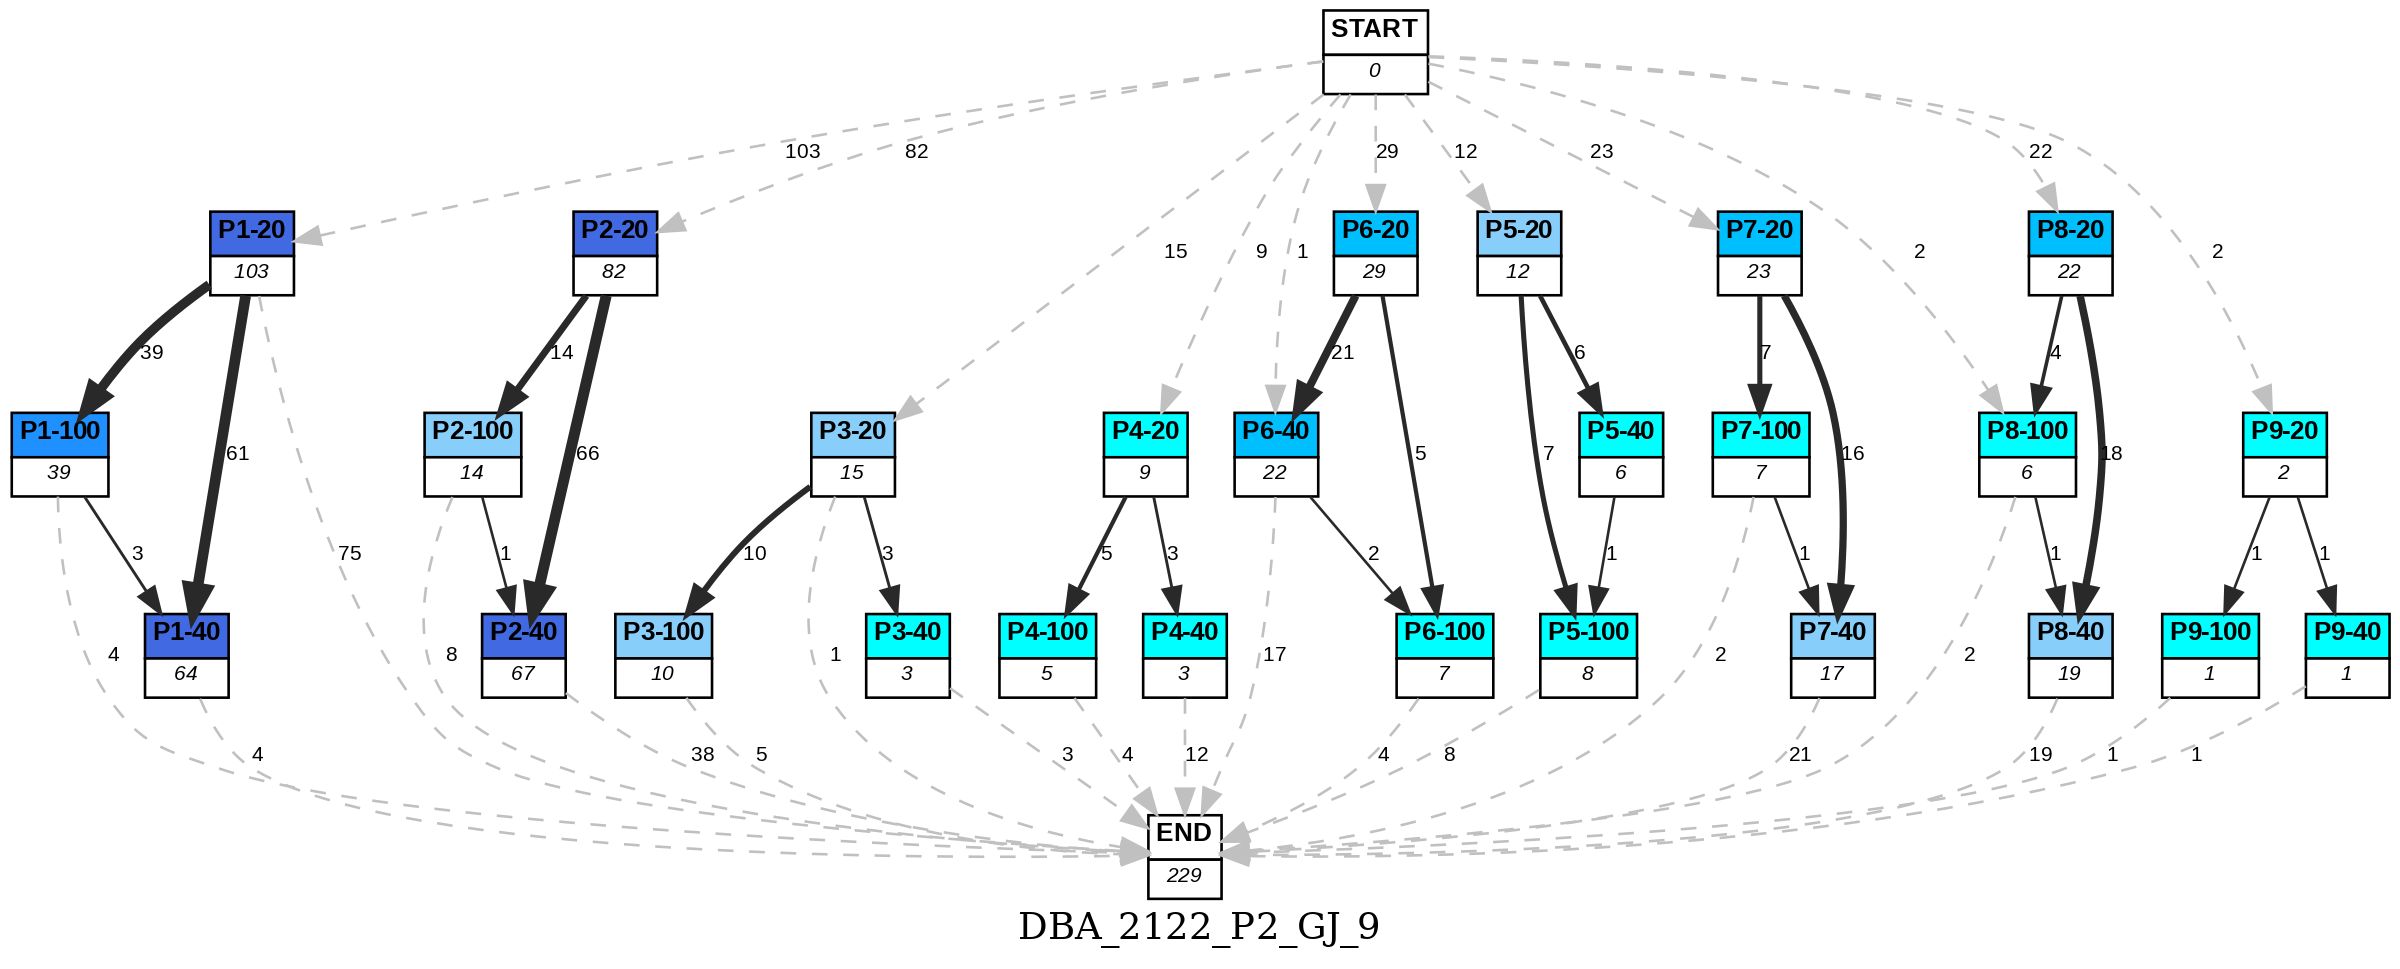 START
0
103
82
29
12
23
22
P1-20
103
P2-20
82
15
9
1
P6-20
29
P5-20
12
P7-20
23
2
P8-20
22
2
39
14
21
6
7
4
P1-100
39
61
P2-100
14
66
P3-20
15
P4-20
9
P6-40
22
5
7
P5-40
6
P7-100
7
16
P8-100
6
18
P9-20
2
3
75
1
10
3
5
3
2
1
1
1
1
1
4
P1-40
64
8
P2-40
67
P3-100
10
1
P3-40
3
P4-100
5
P4-40
3
17
P6-100
7
P5-100
8
2
P7-40
17
2
P8-40
19
P9-100
1
P9-40
1
4
38
5
3
4
12
4
8
21
19
1
1
END
229
DBA_2122_P2_GJ_9